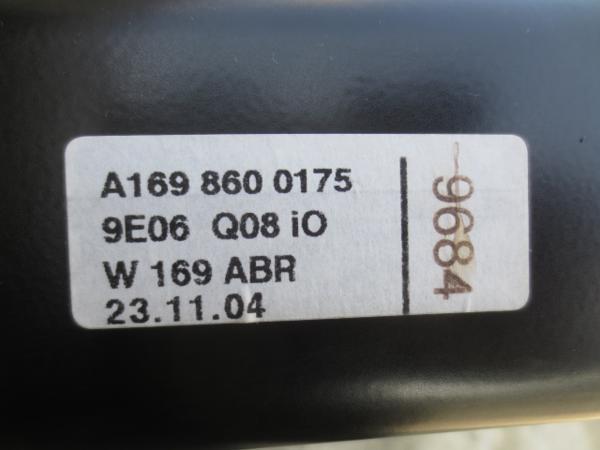 A169 860 0175
9E06 Q08 iO
W 169 ABR
23.11.04
9684